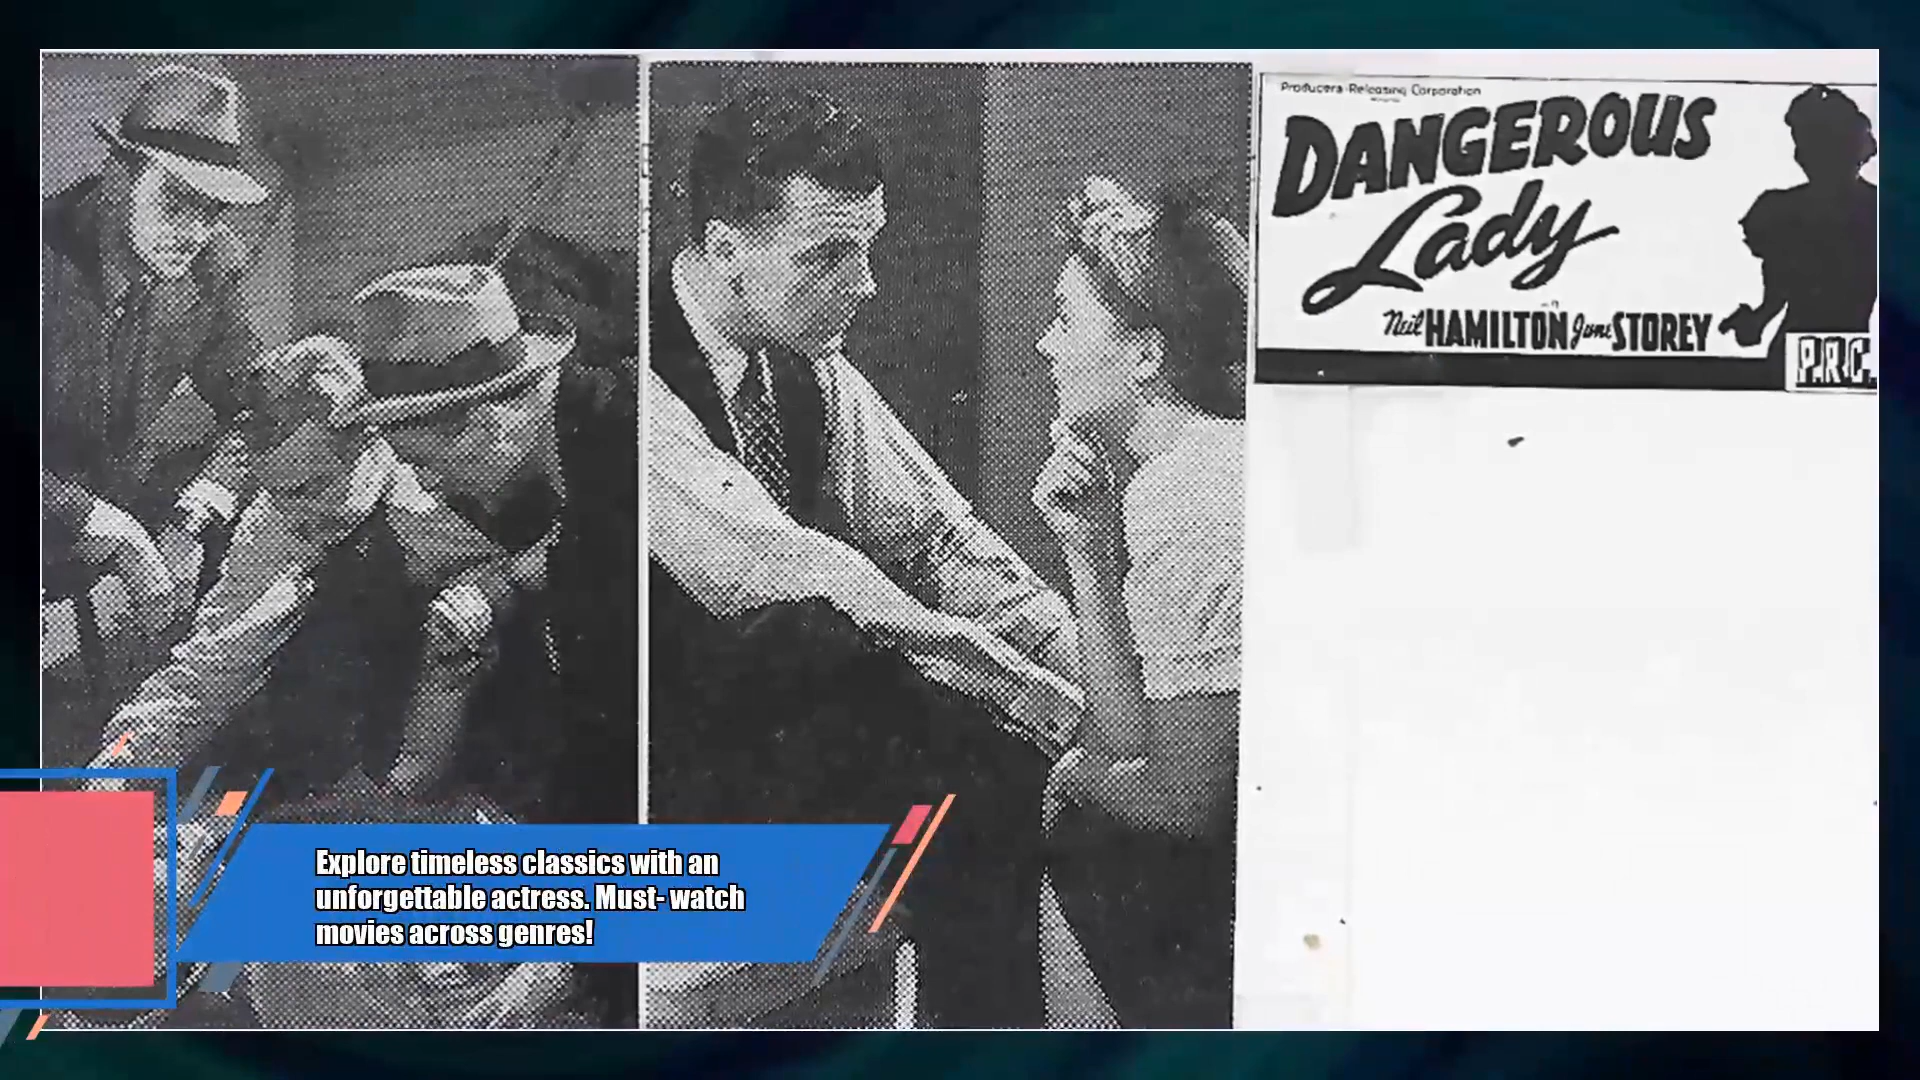 Producers Releasing Corporation
DANGEROUS
Lady
Neil HAMILTON June STOREY
P.R.C.
Explore timeless classics with an
unforgettable actress. Must- watch
movies across genres!